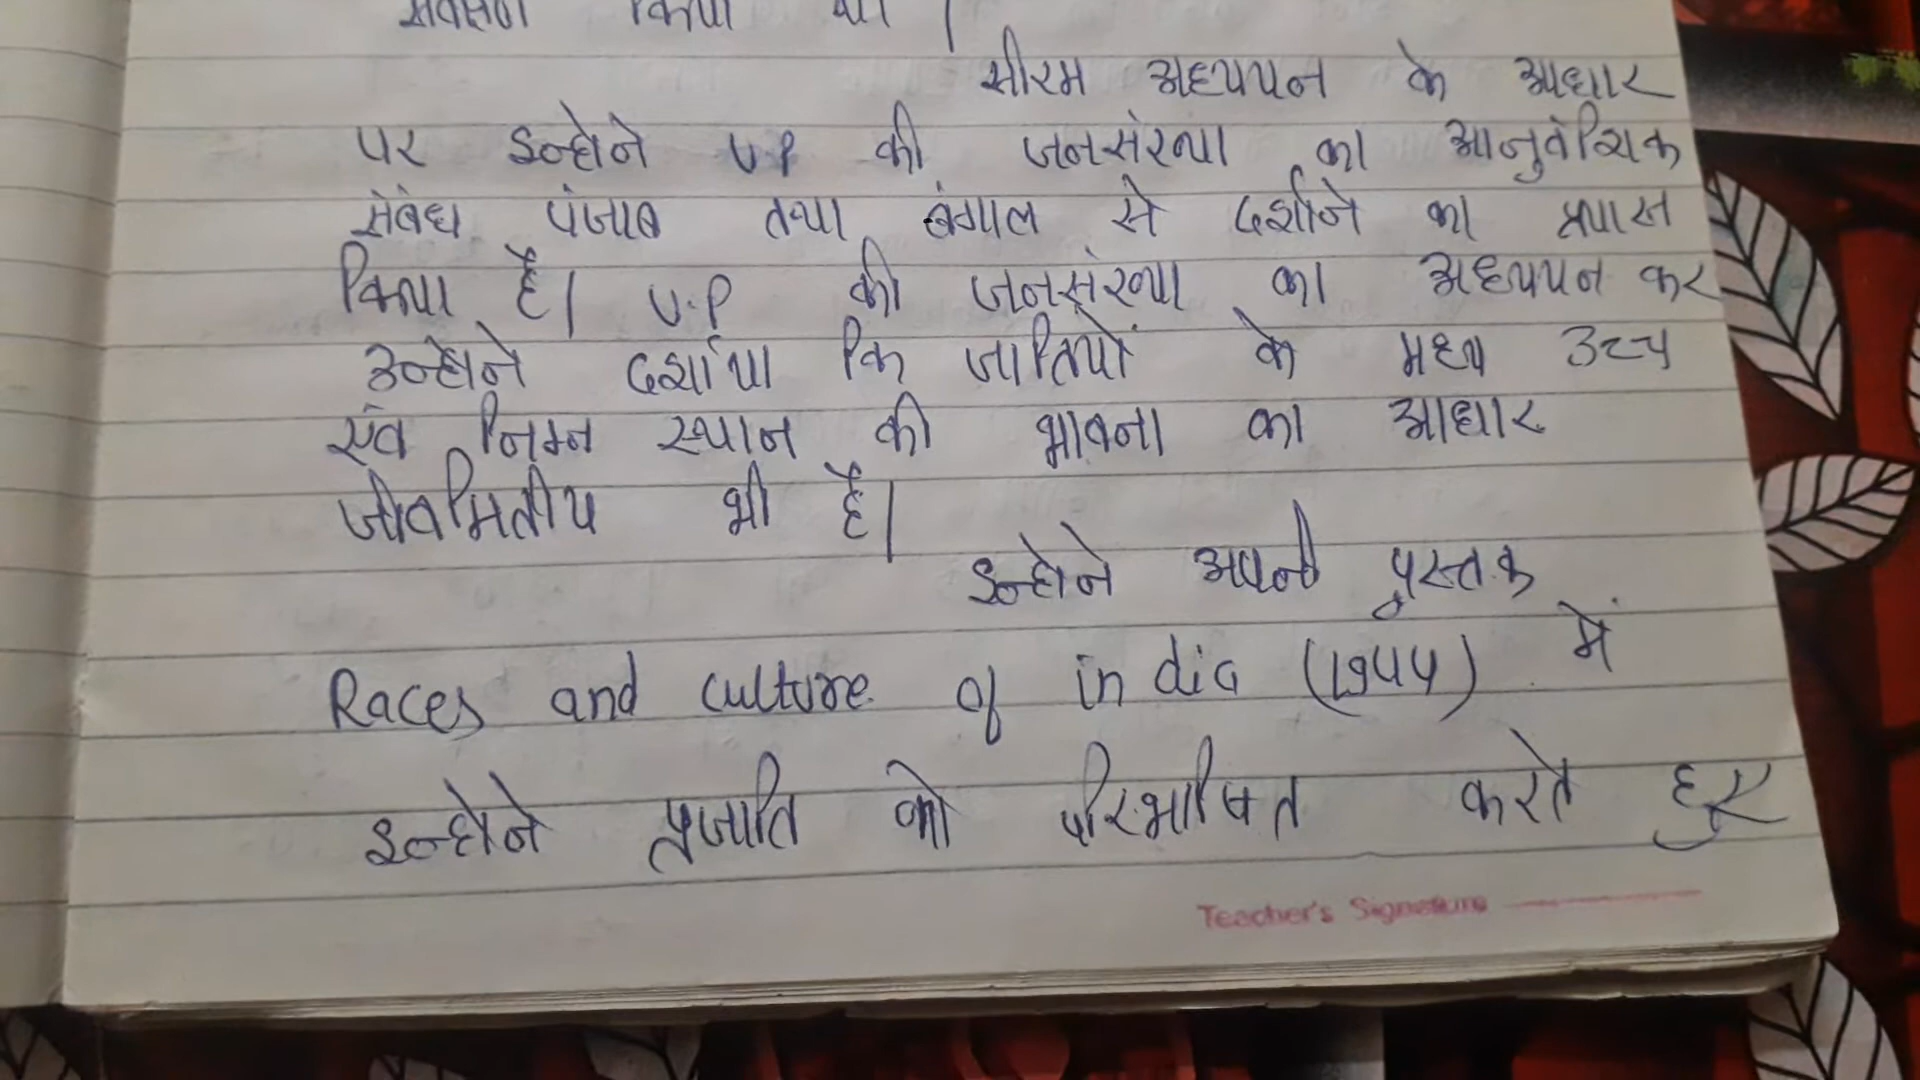 किया था|
सीरम अध्ययन के आधार
पर इन्होने U.P की जनसंख्या का आनुवंशिक
संबंध पंजाब तथा बंगाल से दर्शाने का प्रयास
किया है| U.P की जनसंख्या का अध्ययन कर
उन्होने दर्शाया कि जातियों के मध्य उच्च
एवं निम्न स्थान की भावना का आधार
जीवमितीय भी है|
इन्होने अपनी पुस्तक
Races and culture of india (1944) में
इन्होने प्रजाति को परिभाषित करते हुए
Teacher's Signature